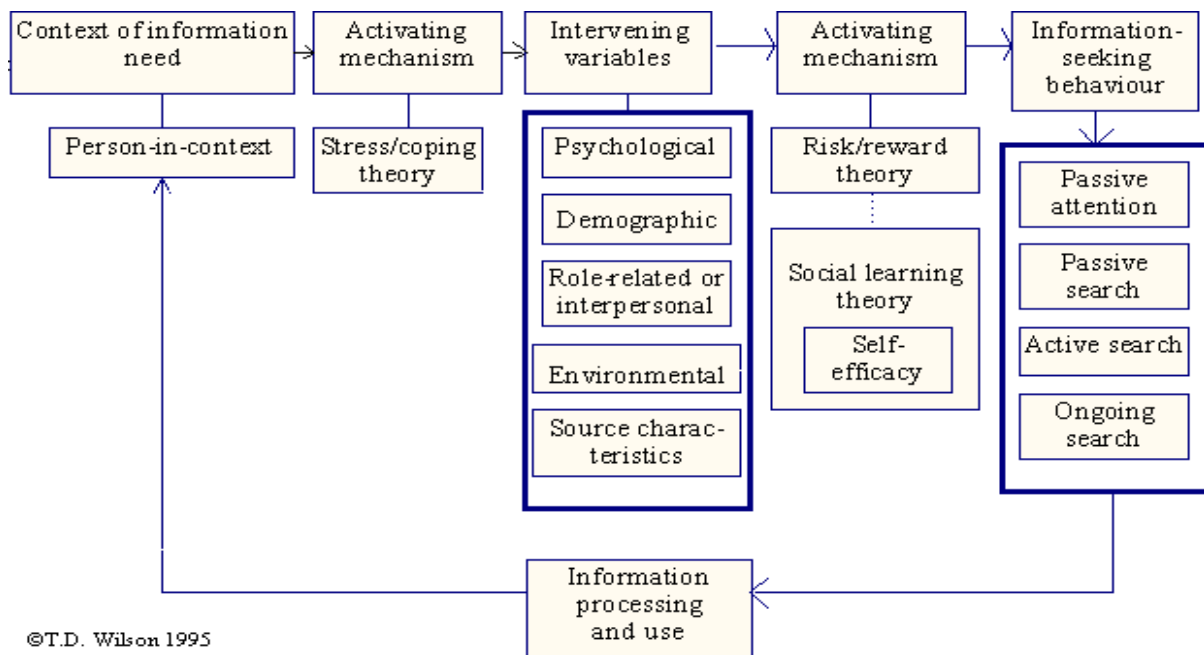 Context of information
need
Activating
mechanism
Intervening
variables
Activating
mechanism
Information-
seeking
behaviour
Person-in-context
Stress/coping
theory
Psychological
Demographic
Role-related or
interpersonal
Environmental
Source charac-
teristics
Risk/reward
theory
Social learning
theory
Self-
efficacy
Passive
attention
Passive
search
Active search
Ongoing
search
Information
processing
and use
©T.D. Wilson 1995